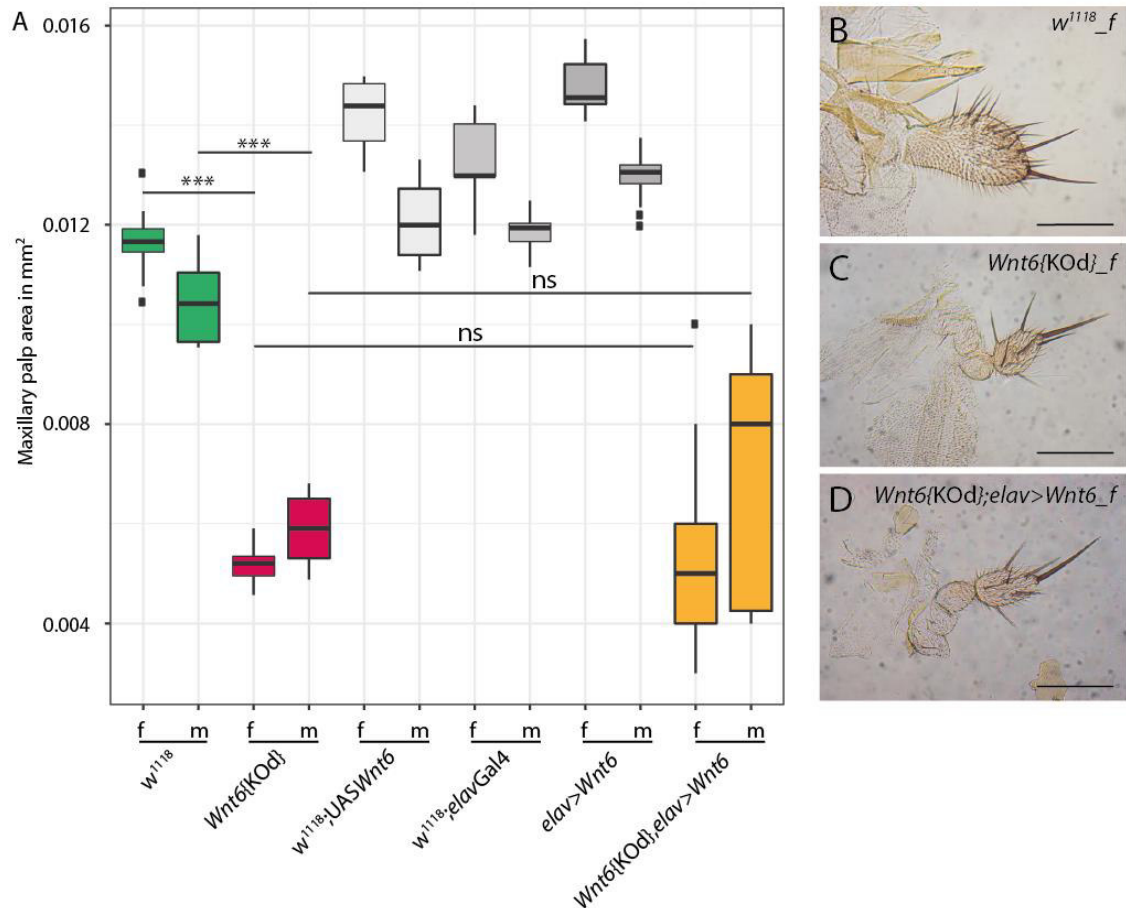 A
0.016
0.012
0.008
0.004
Maxillary palp area in mm²
***
***
ns
ns
f m f m f m f m f m f m
w¹¹¹⁸
Wnt6{KOd}
w¹¹¹⁸;UASWnt6
w¹¹¹⁸;elavGal4
elav>Wnt6
Wnt6{KOd};elav>Wnt6
B w¹¹¹⁸_f
C Wnt6{KOd}_f
D Wnt6{KOd};elav>Wnt6_f